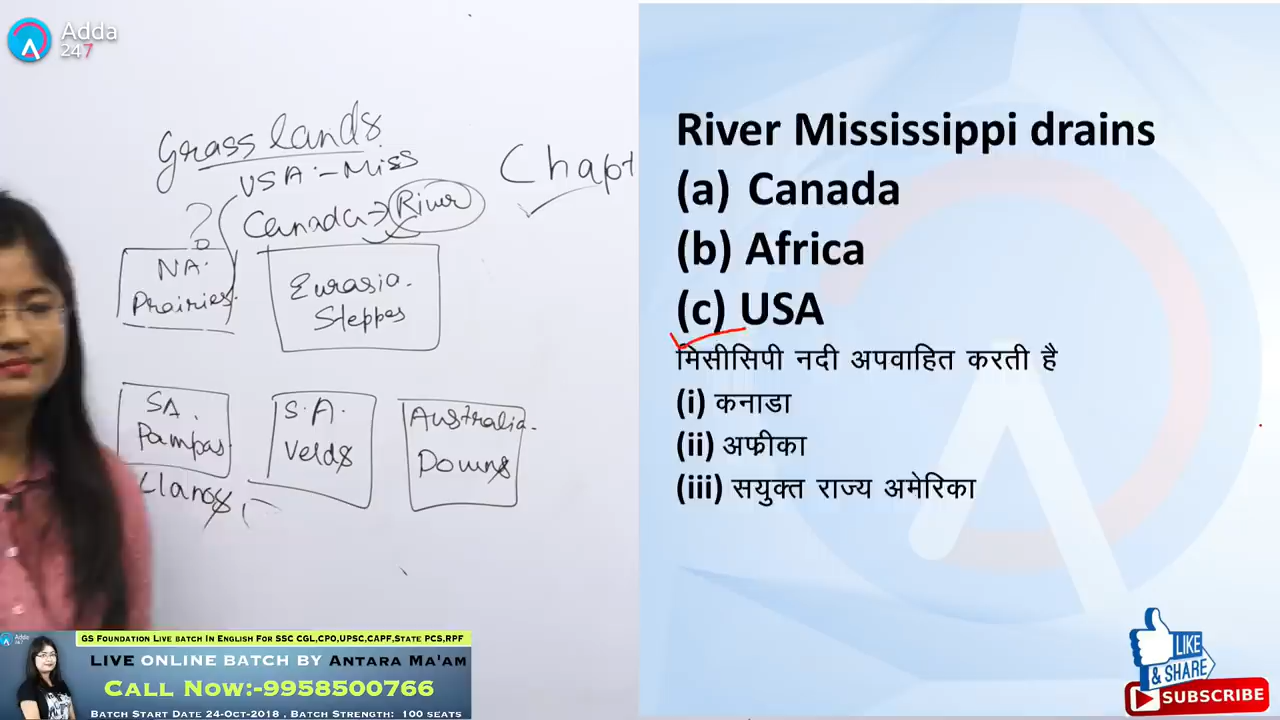 Adda
247
Grasslands
USA:-Miss
Canada→River
Chapt
?
NA.
Prairies.
Eurasia.
Steppes
SA.
Pampas
Llanos
S.A.
Velds
Australia.
Downs
River Mississippi drains
(a) Canada
(b) Africa
(c) USA
मिसीसिपी नदी अपवाहित करती है
(i) कनाडा
(ii) अफ्रीका
(iii) सयुक्त राज्य अमेरिका
Adda
247
GS Foundation Live batch In English For SSC CGL,CPO,UPSC,CAPF,State PCS,RPF
LIVE ONLINE BATCH BY Antara Ma'am
Call Now:-9958500766
Batch Start Date 24-Oct-2018 , Batch Strength: 100 seats
LIKE
& SHARE
SUBSCRIBE